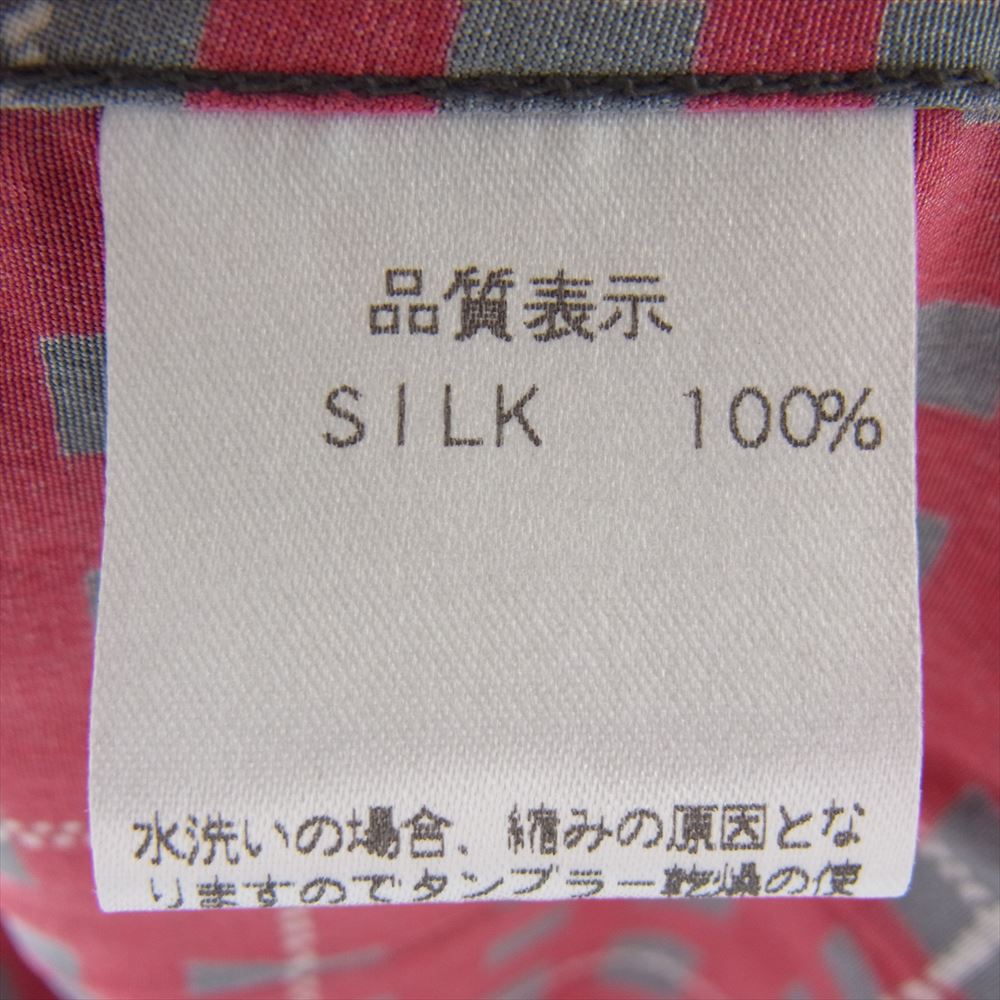 品質表示
SILK 100%
水洗いの場合、縮みの原因とな
りますのでタンブラー乾燥の使